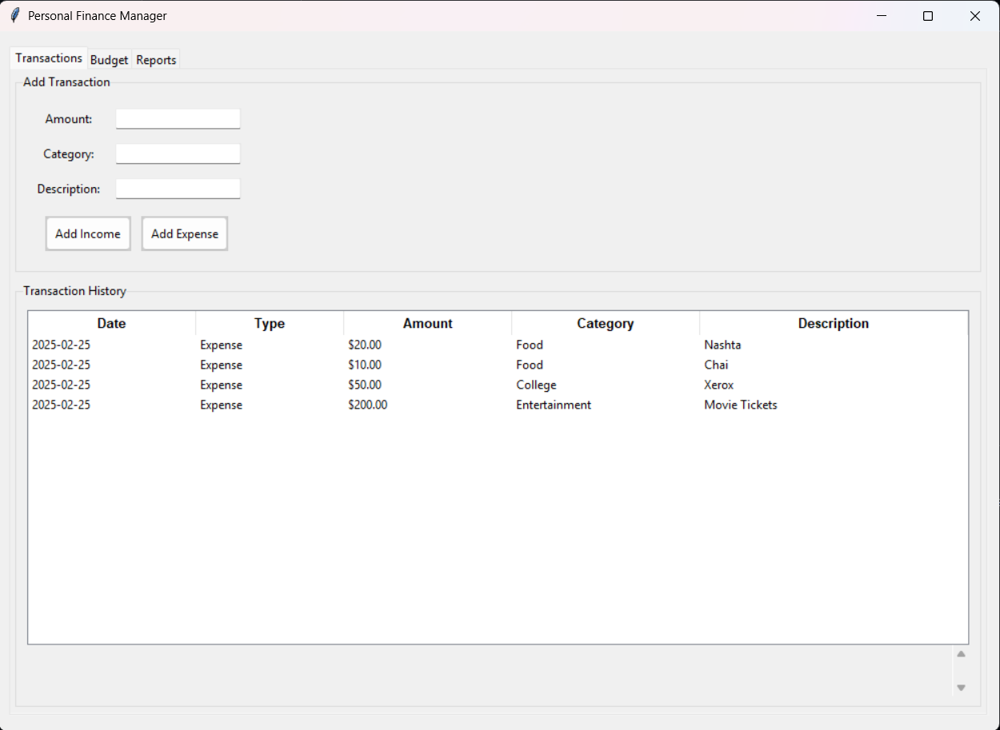 Personal Finance Manager
Transactions Budget Reports
Add Transaction
Amount:
Category:
Description:
Add Income Add Expense
Transaction History
Date Type Amount Category Description
2025-02-25 Expense $20.00 Food Nashta
2025-02-25 Expense $10.00 Food Chai
2025-02-25 Expense $50.00 College Xerox
2025-02-25 Expense $200.00 Entertainment Movie Tickets